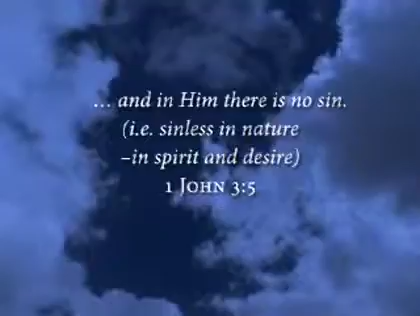 ... and in Him there is no sin.
(i.e. sinless in nature
–in spirit and desire)
1 John 3:5